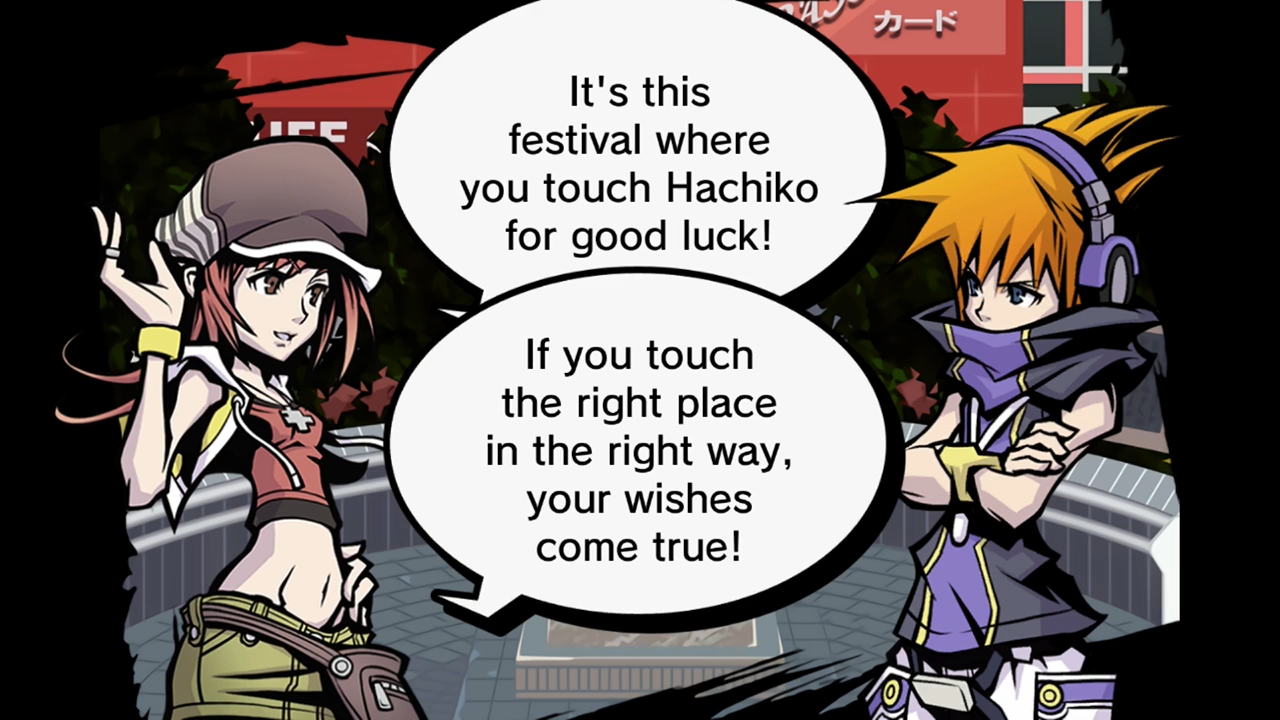 カード
It's this
festival where
you touch Hachiko
for good luck!
If you touch
the right place
in the right way,
your wishes
come true!